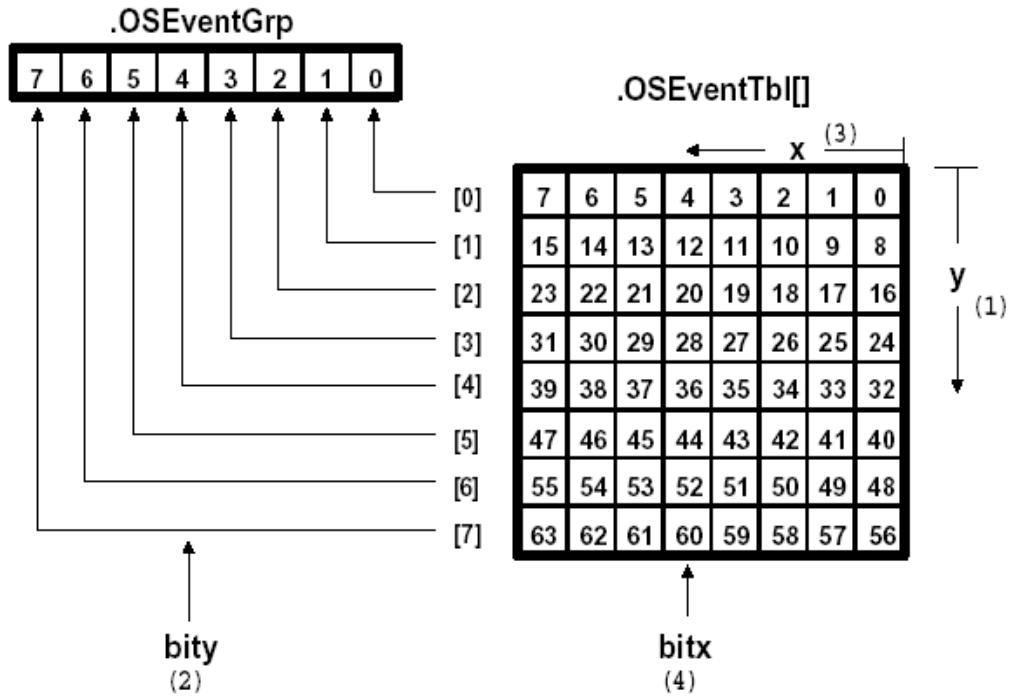 .OSEventGrp
7 6 5 4 3 2 1 0
.OSEventTbl[]
x (3)
[0] 7 6 5 4 3 2 1 0
[1] 15 14 13 12 11 10 9 8
[2] 23 22 21 20 19 18 17 16
y
(1)
[3] 31 30 29 28 27 26 25 24
[4] 39 38 37 36 35 34 33 32
[5] 47 46 45 44 43 42 41 40
[6] 55 54 53 52 51 50 49 48
[7] 63 62 61 60 59 58 57 56
bity
(2)
bitx
(4)